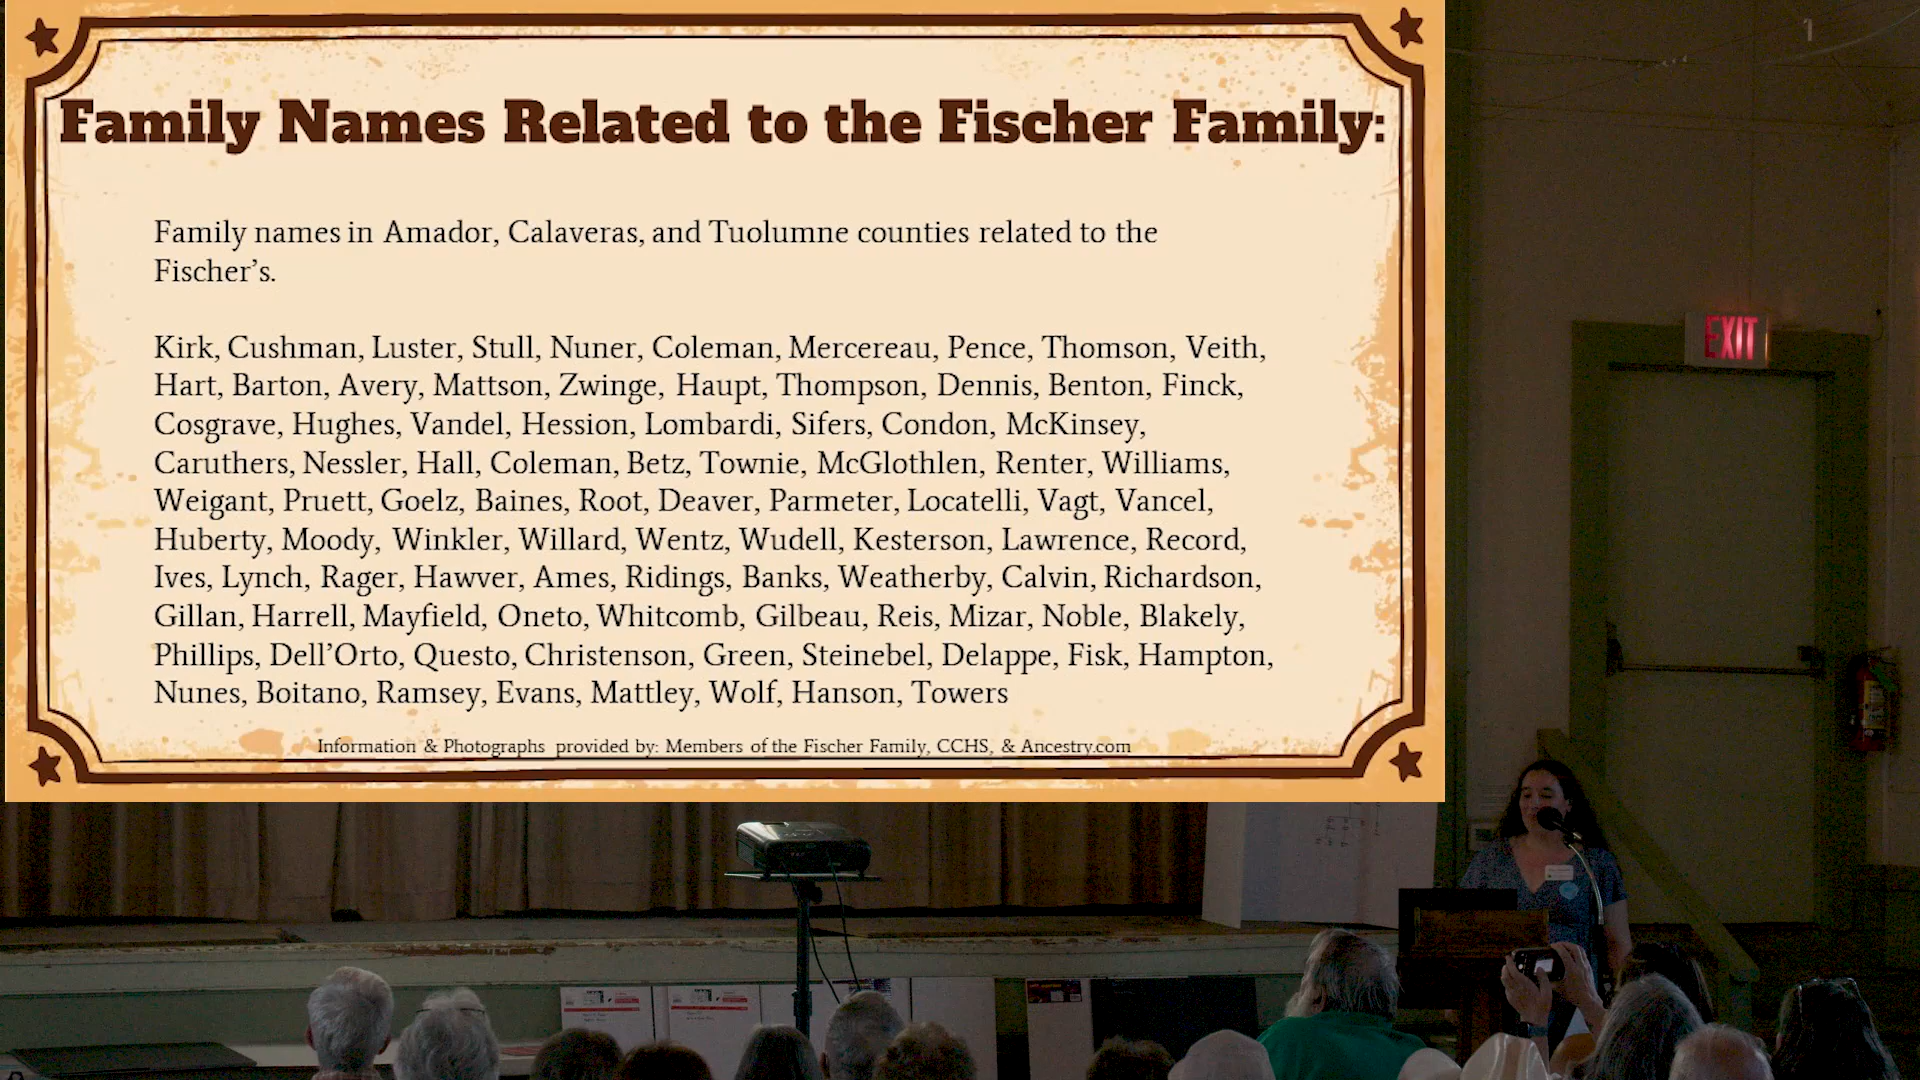 Family Names Related to the Fischer Family:
Family names in Amador, Calaveras, and Tuolumne counties related to the
Fischer’s.
Kirk, Cushman, Luster, Stull, Nuner, Coleman, Mercereau, Pence, Thomson, Veith,
Hart, Barton, Avery, Mattson, Zwinge, Haupt, Thompson, Dennis, Benton, Finck,
Cosgrave, Hughes, Vandel, Hession, Lombardi, Sifers, Condon, McKinsey,
Caruthers, Nessler, Hall, Coleman, Betz, Townie, McGlothlen, Renter, Williams,
Weigant, Pruett, Goelz, Baines, Root, Deaver, Parmeter, Locatelli, Vagt, Vancel,
Huberty, Moody, Winkler, Willard, Wentz, Wudell, Kesterson, Lawrence, Record,
Ives, Lynch, Rager, Hawver, Ames, Ridings, Banks, Weatherby, Calvin, Richardson,
Gillan, Harrell, Mayfield, Oneto, Whitcomb, Gilbeau, Reis, Mizar, Noble, Blakely,
Phillips, Dell’Orto, Questo, Christenson, Green, Steinebel, Delappe, Fisk, Hampton,
Nunes, Boitano, Ramsey, Evans, Mattley, Wolf, Hanson, Towers
Information & Photographs provided by: Members of the Fischer Family, CCHS, & Ancestry.com
EXIT